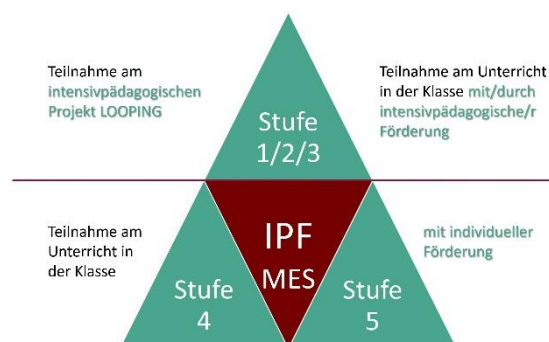 Teilnahme am
intensivpädagogischen
Projekt LOOPING
Teilnahme am Unterricht
in der Klasse mit/durch
intensivpädagogische/r
Förderung
Stufe
1/2/3
Teilnahme am
Unterricht in
der Klasse
IPF
MES
mit individueller
Förderung
Stufe
4
Stufe
5